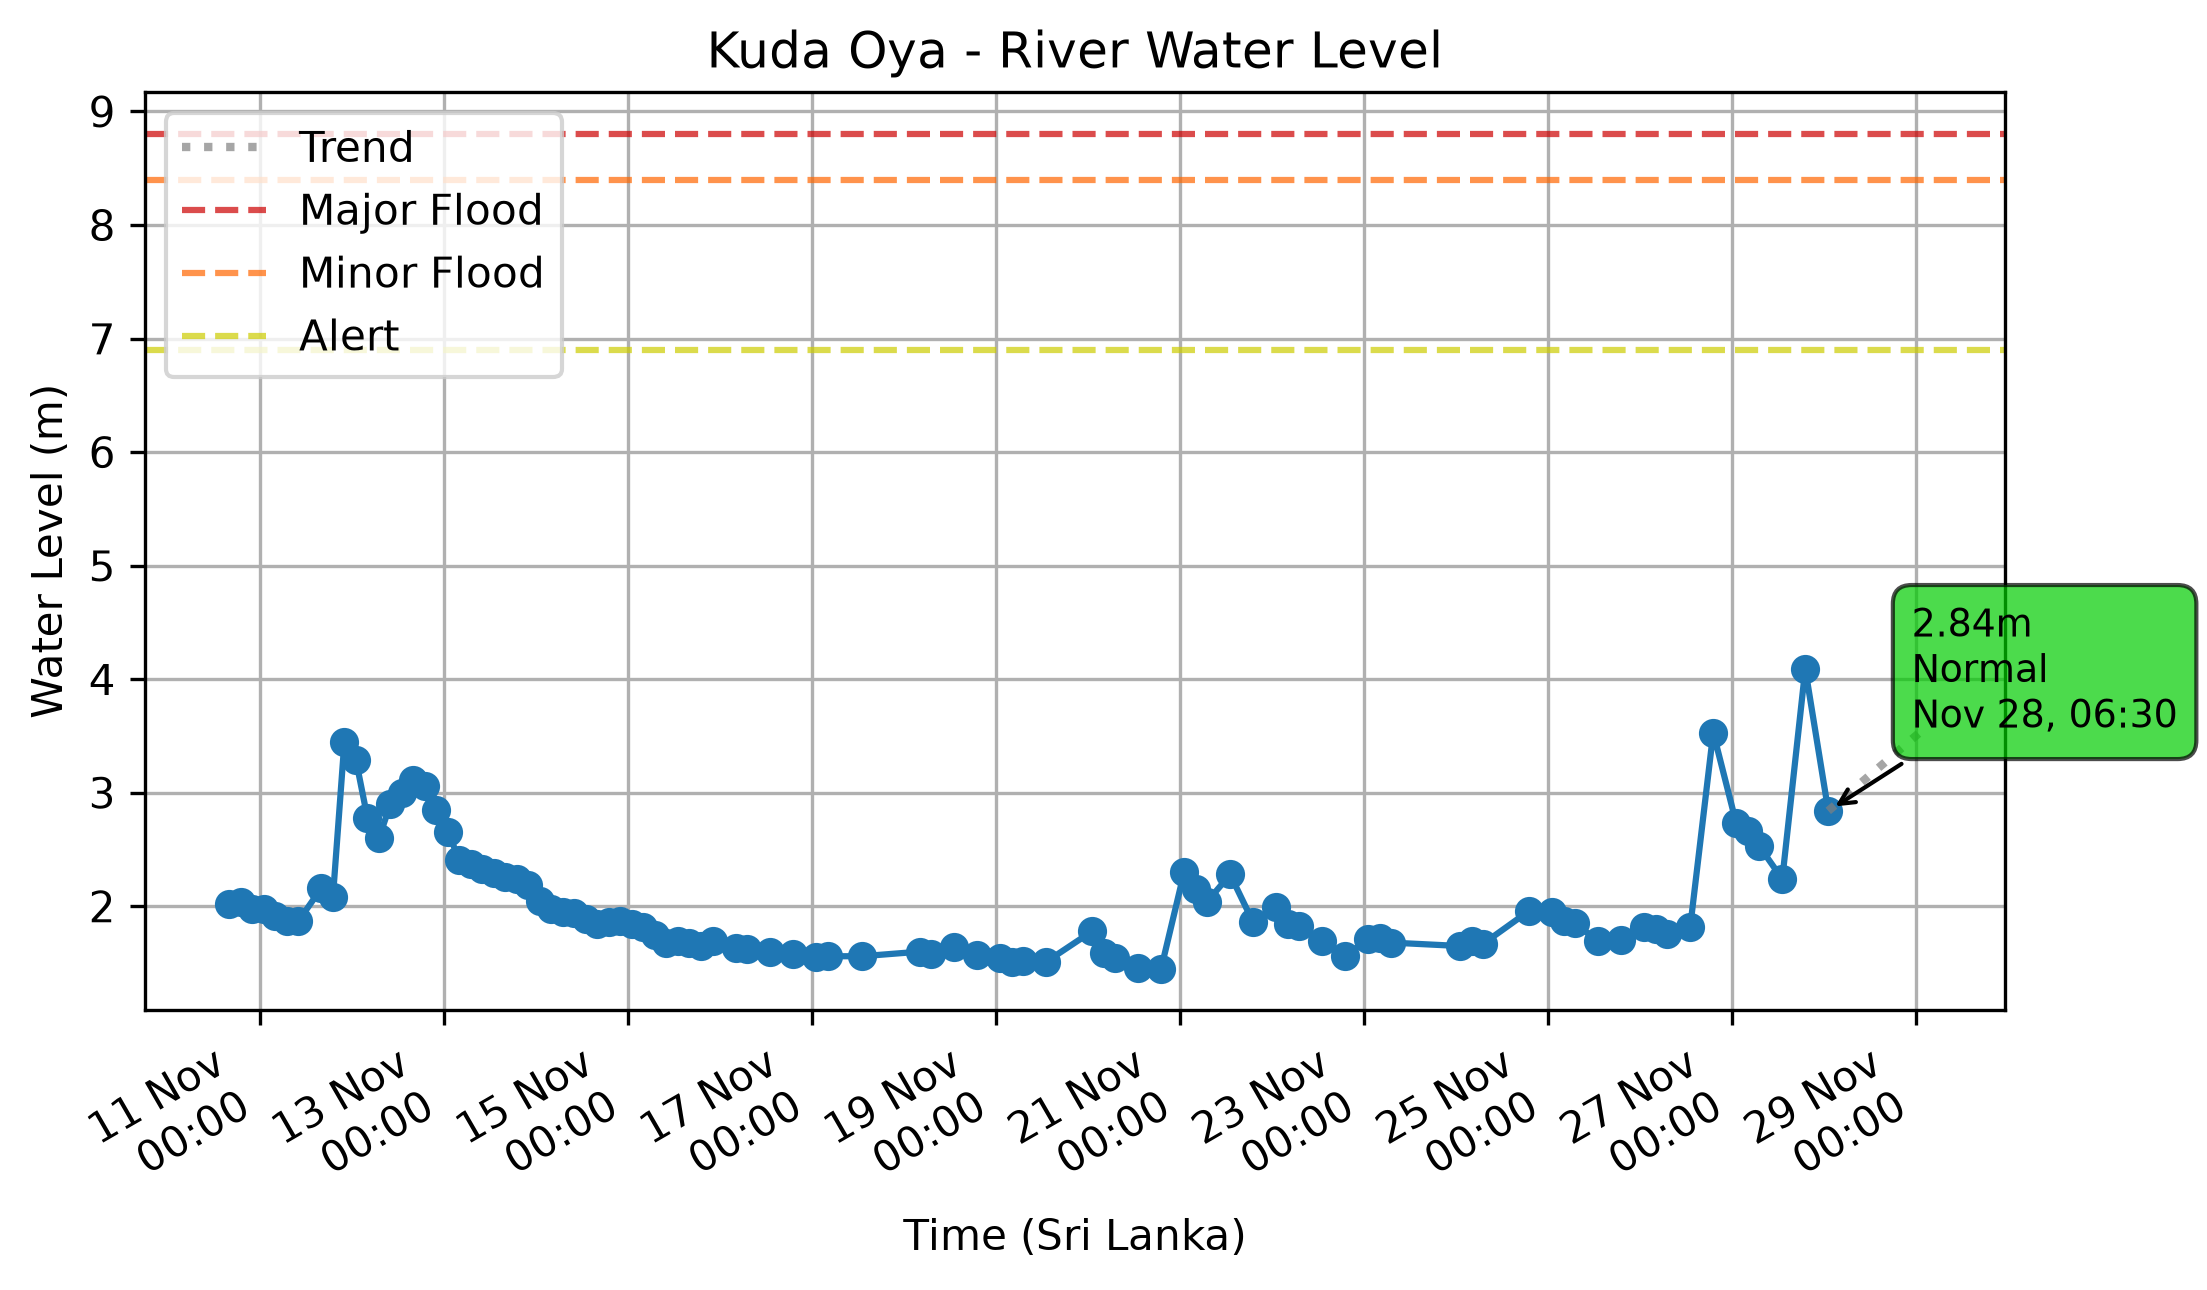 Kuda Oya - River Water Level
9
8
7
6
5
4
3
2
Water Level (m)
Trend
Major Flood
Minor Flood
Alert
2.84m
Normal
Nov 28, 06:30
11 Nov
00:00
13 Nov
00:00
15 Nov
00:00
17 Nov
00:00
19 Nov
00:00
21 Nov
00:00
23 Nov
00:00
25 Nov
00:00
27 Nov
00:00
29 Nov
00:00
Time (Sri Lanka)